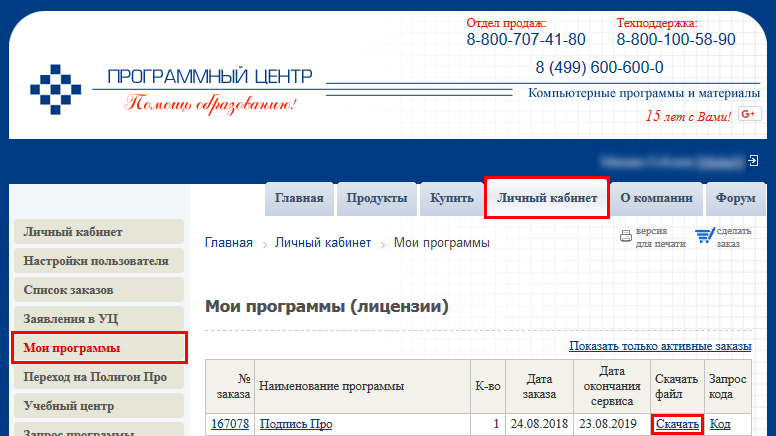 Отдел продаж: Техподдержка:
8-800-707-41-80 8-800-100-58-90
8 (499) 600-600-0
ПРОГРАММНЫЙ ЦЕНТР
Помощь образованию!
Компьютерные программы и материалы
15 лет с Вами! G+
Главная Продукты Купить Личный кабинет О компании Форум
Личный кабинет
Настройки пользователя
Список заказов
Заявления в УЦ
Мои программы
Переход на Полигон Про
Учебный центр
Запрос программы
Главная › Личный кабинет › Мои программы
версия для печати
сделать заказ
Мои программы (лицензии)
Показать только активные заказы
№ заказа Наименование программы К-во Дата заказа Дата окончания сервиса Скачать файл Запрос кода
167078 Подпись Про 1 24.08.2018 23.08.2019 Скачать Код